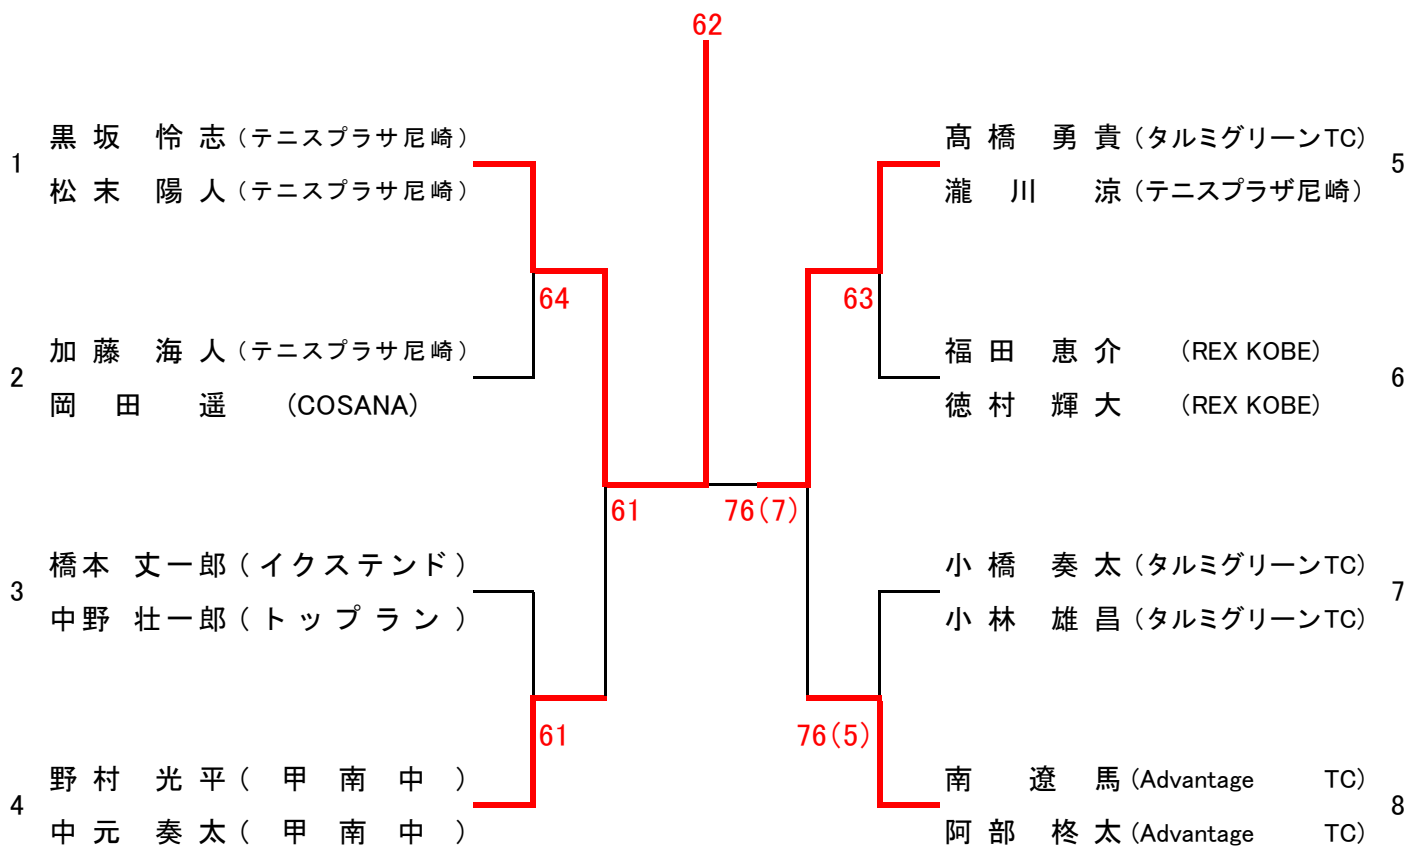 62
黒坂 怜志(テニスプラサ尼崎)
1
松末 陽人(テニスプラサ尼崎)
64
加藤 海人(テニスプラサ尼崎)
2
岡田 遥 (COSANA)
61
橋本 丈一郎(イクステンド)
3
中野 壮一郎(トップラン)
61
野村 光平(甲南中)
4
中元 奏太(甲南中)
髙橋 勇貴(タルミグリーンTC)
5
瀧川 涼(テニスプラザ尼崎)
63
福田 恵介 (REX KOBE)
6
徳村 輝大 (REX KOBE)
76(7)
小橋 奏太(タルミグリーンTC)
7
小林 雄昌(タルミグリーンTC)
76(5)
南 遼馬(Advantage TC)
8
阿部 柊太(Advantage TC)